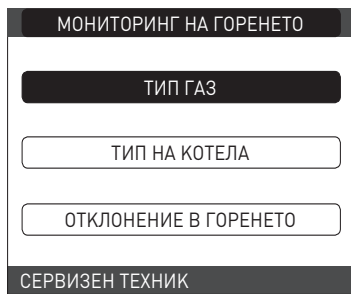 МОНИТОРИНГ НА ГОРЕНЕТО
ТИП ГАЗ
ТИП НА КОТЕЛА
ОТКЛОНЕНИЕ В ГОРЕНЕТО
СЕРВИЗЕН ТЕХНИК